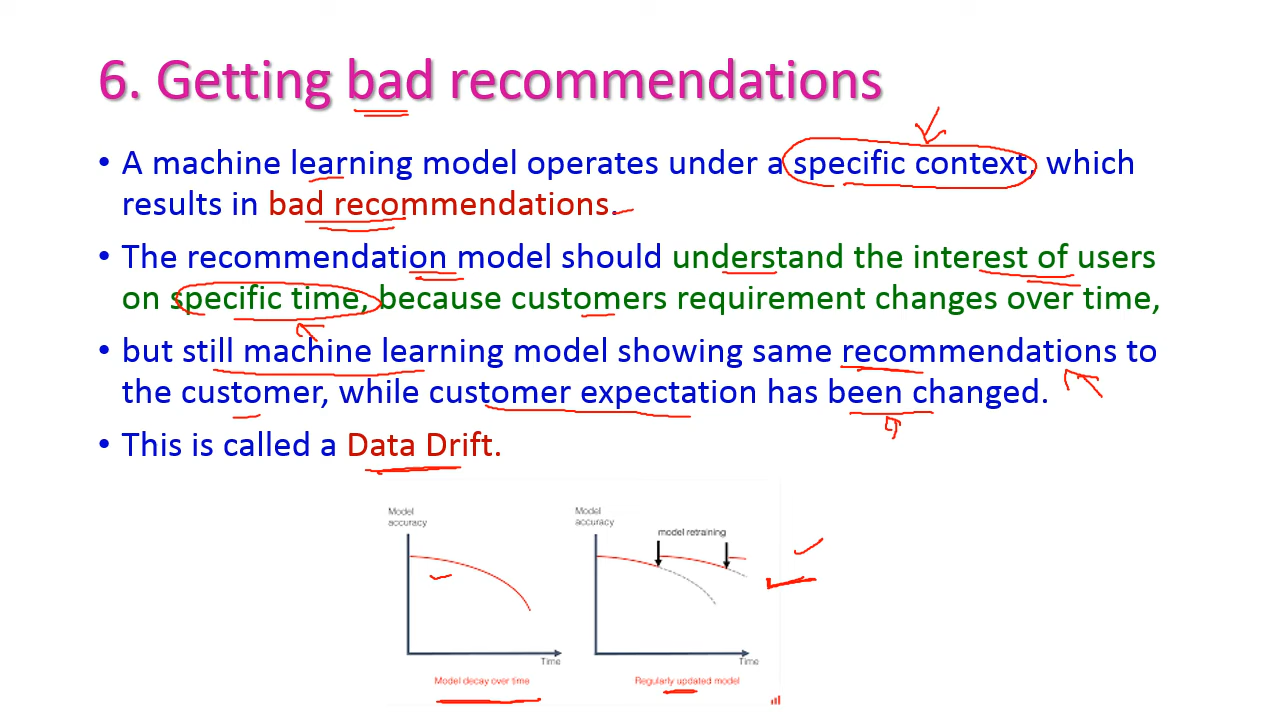 6. Getting bad recommendations
• A machine learning model operates under a specific context, which
results in bad recommendations.
• The recommendation model should understand the interest of users
on specific time, because customers requirement changes over time,
• but still machine learning model showing same recommendations to
the customer, while customer expectation has been changed.
• This is called a Data Drift.
Model
accuracy
Time
Model decay over time
Model
accuracy
model retraining
Time
Regularly updated model